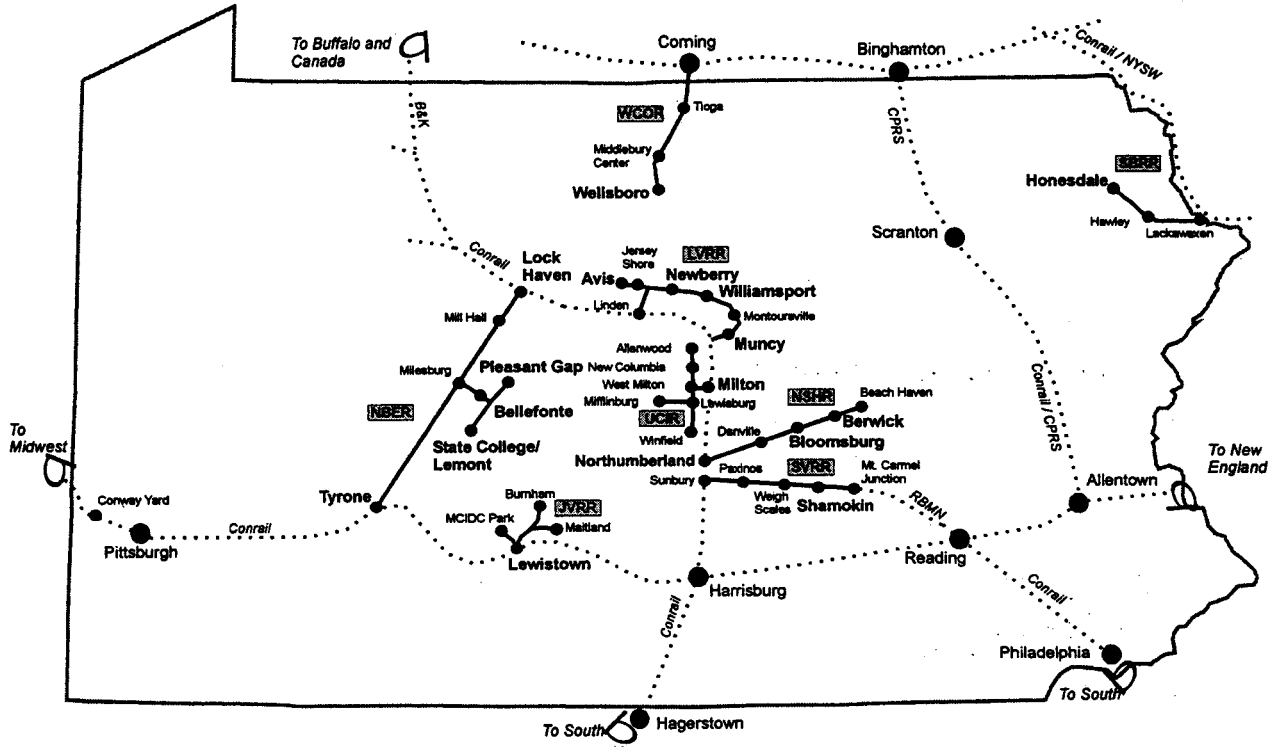 To Buffalo and
Canada
Corning
Binghamton
Conrail / NYSW
B&K
WCOR
Tioga
CPRS
Middlebury
Center
Wellsboro
SBRR
Honesdale
Hawley
Lackawaxen
Scranton
Conrail
Lock
Haven
Jersey
Shore
LVRR
Avis
Newberry
Williamsport
Linden
Montoursville
Mill Hall
Muncy
Allenwood
Milesburg
Pleasant Gap
New Columbia
West Milton
Milton
Conrail / CPRS
Mifflinburg
Lewisburg
NSHR
Beach Haven
NBER
Bellefonte
UCIR
Berwick
To
Midwest
State College/
Lemont
Winfield
Danville
Bloomsburg
To New
England
Northumberland
SVRR
Mt. Carmel
Junction
Sunbury
Paxinos
Allentown
Tyrone
Burnham
JVRR
Weigh
Scales
Shamokin
RBMN
Conway Yard
MCIDC Park
Maitland
Conrail
Pittsburgh
Lewistown
Reading
Harrisburg
Conrail
Conrail
Philadelphia
To South
To South
Hagerstown